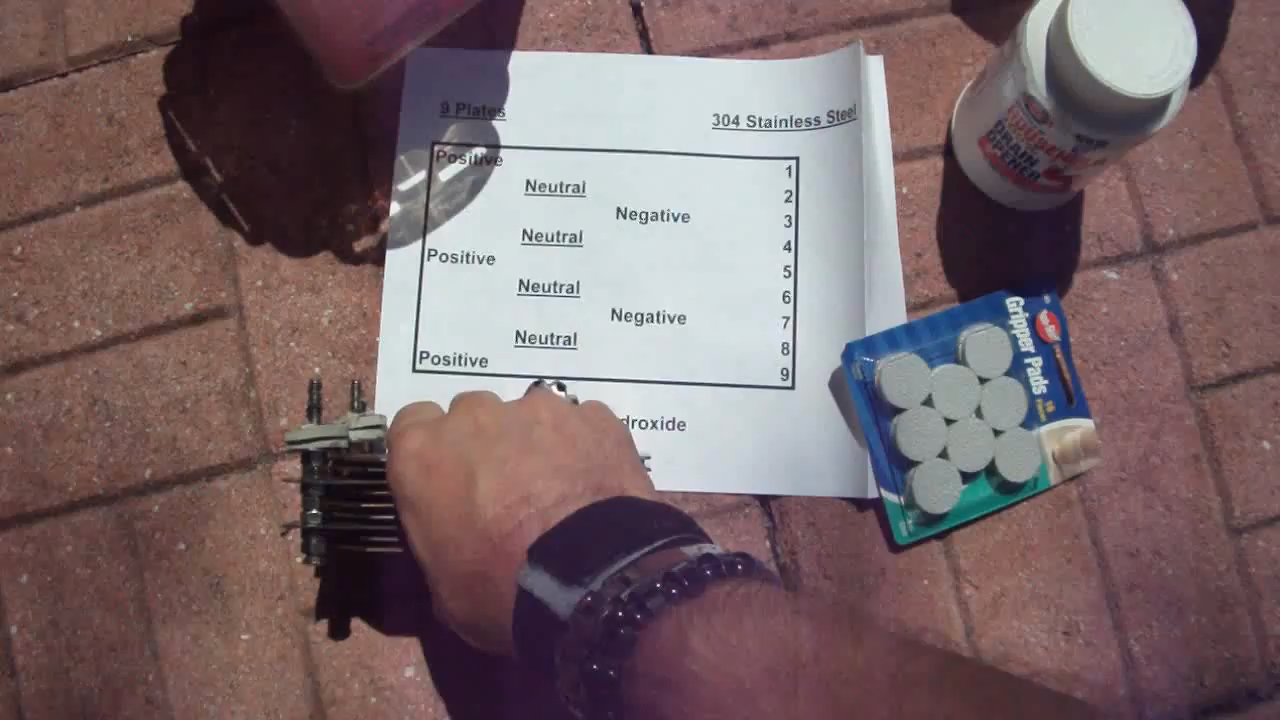 9 Plates
304 Stainless Steel
Positive 1
Neutral 2
Negative 3
Neutral 4
Positive 5
Neutral 6
Negative 7
Neutral 8
Positive 9
droxide
Gripper Pads
DRAIN
OPENER